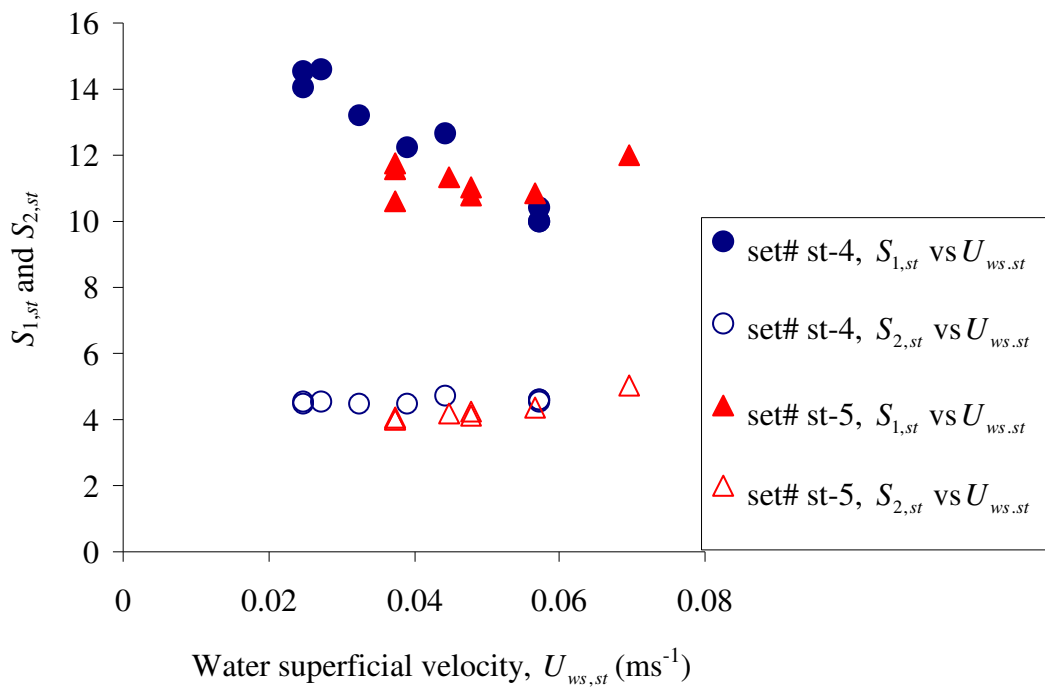 16
14
12
10
8
6
4
2
0
S1,st and S2,st
0 0.02 0.04 0.06 0.08
Water superficial velocity, Uws,st (ms-1)
set# st-4, S1,st vs Uws.st
set# st-4, S2,st vs Uws.st
set# st-5, S1,st vs Uws.st
set# st-5, S2,st vs Uws.st